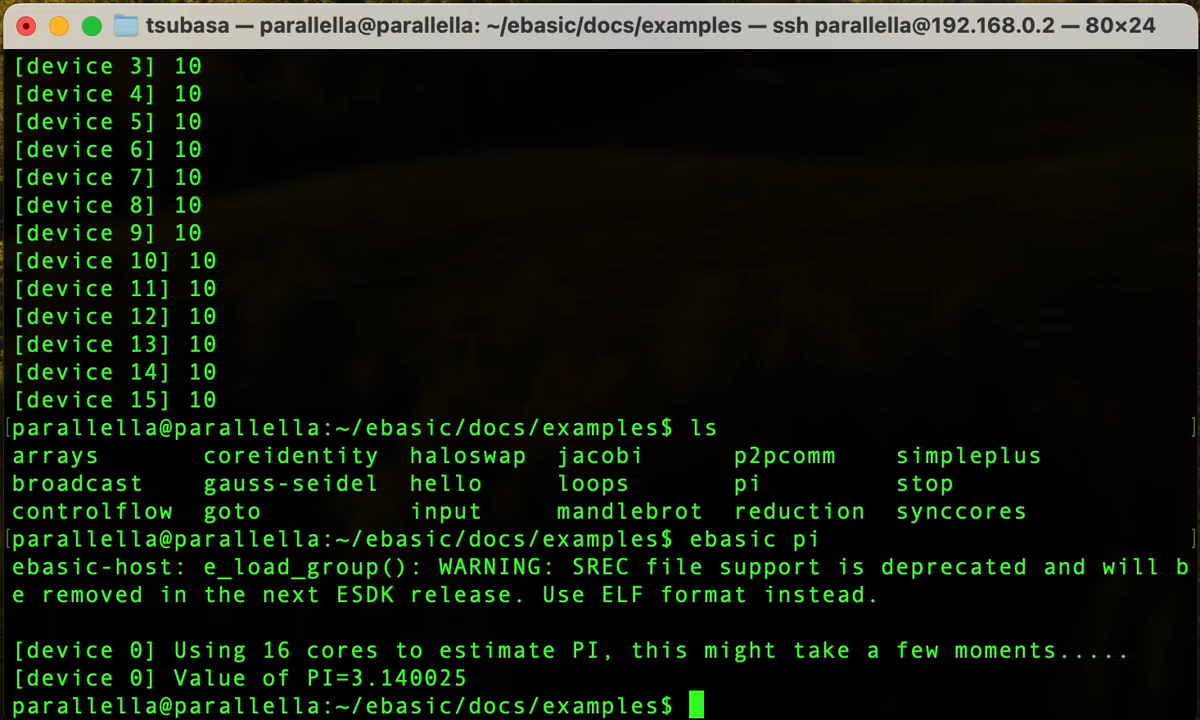 tsubasa — parallella@parallella: ~/ebasic/docs/examples — ssh parallella@192.168.0.2 — 80×24
[device 3] 10
[device 4] 10
[device 5] 10
[device 6] 10
[device 7] 10
[device 8] 10
[device 9] 10
[device 10] 10
[device 11] 10
[device 12] 10
[device 13] 10
[device 14] 10
[device 15] 10
[parallella@parallella:~/ebasic/docs/examples$ ls ]
arrays       coreidentity  haloswap  jacobi      p2pcomm    simpleplus
broadcast    gauss-seidel  hello     loops       pi         stop
controlflow  goto          input     mandlebrot  reduction  synccores
[parallella@parallella:~/ebasic/docs/examples$ ebasic pi ]
ebasic-host: e_load_group(): WARNING: SREC file support is deprecated and will b
e removed in the next ESDK release. Use ELF format instead.
[device 0] Using 16 cores to estimate PI, this might take a few moments.....
[device 0] Value of PI=3.140025
parallella@parallella:~/ebasic/docs/examples$